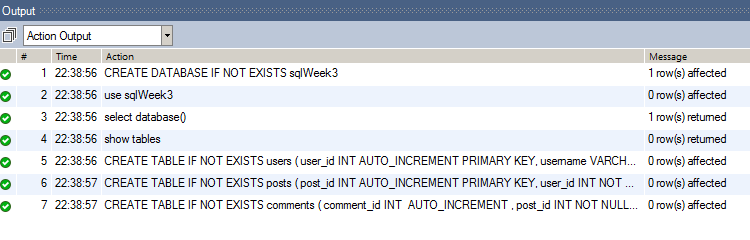 Output
Action Output
# Time Action Message
1 22:38:56 CREATE DATABASE IF NOT EXISTS sqlWeek3 1 row(s) affected
2 22:38:56 use sqlWeek3 0 row(s) affected
3 22:38:56 select database() 1 row(s) returned
4 22:38:56 show tables 0 row(s) returned
5 22:38:56 CREATE TABLE IF NOT EXISTS users ( user_id INT AUTO_INCREMENT PRIMARY KEY, username VARCH... 0 row(s) affected
6 22:38:57 CREATE TABLE IF NOT EXISTS posts ( post_id INT AUTO_INCREMENT PRIMARY KEY, user_id INT NOT ... 0 row(s) affected
7 22:38:57 CREATE TABLE IF NOT EXISTS comments ( comment_id INT  AUTO_INCREMENT , post_id INT NOT NULL... 0 row(s) affected